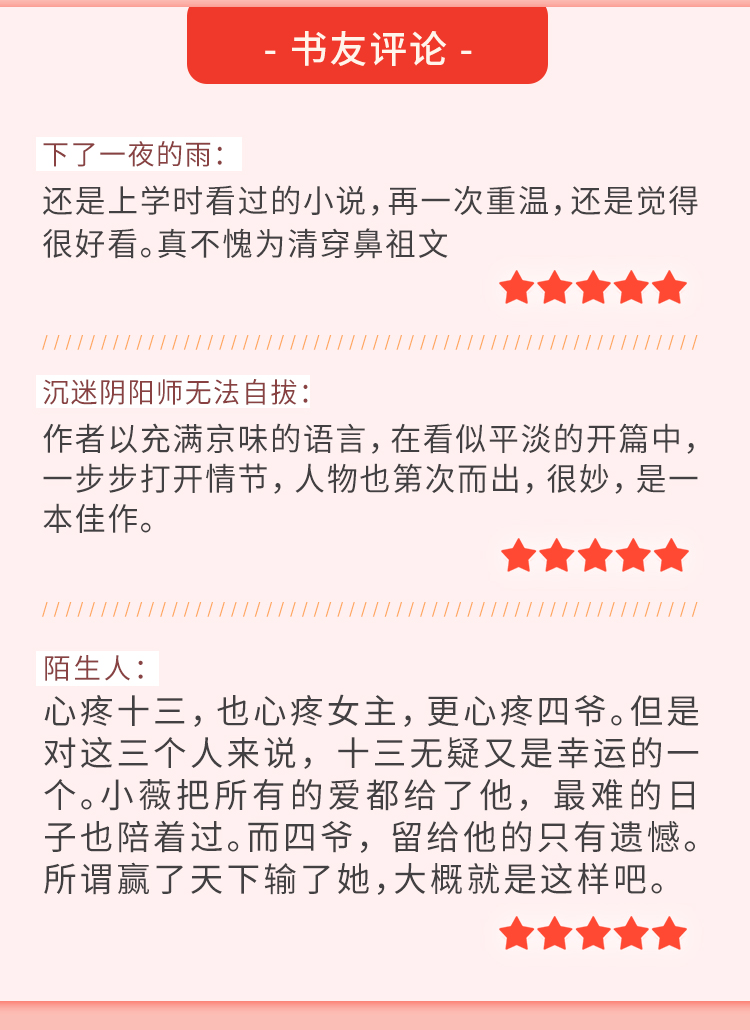 - 书友评论 -
下了一夜的雨：
还是上学时看过的小说，再一次重温，还是觉得
很好看。真不愧为清穿鼻祖文
沉迷阴阳师无法自拔：
作者以充满京味的语言，在看似平淡的开篇中，
一步步打开情节，人物也第次而出，很妙，是一
本佳作。
陌生人：
心疼十三，也心疼女主，更心疼四爷。但是
对这三个人来说，十三无疑又是幸运的一
个。小薇把所有的爱都给了他，最难的日
子也陪着过。而四爷，留给他的只有遗憾。
所谓赢了天下输了她，大概就是这样吧。